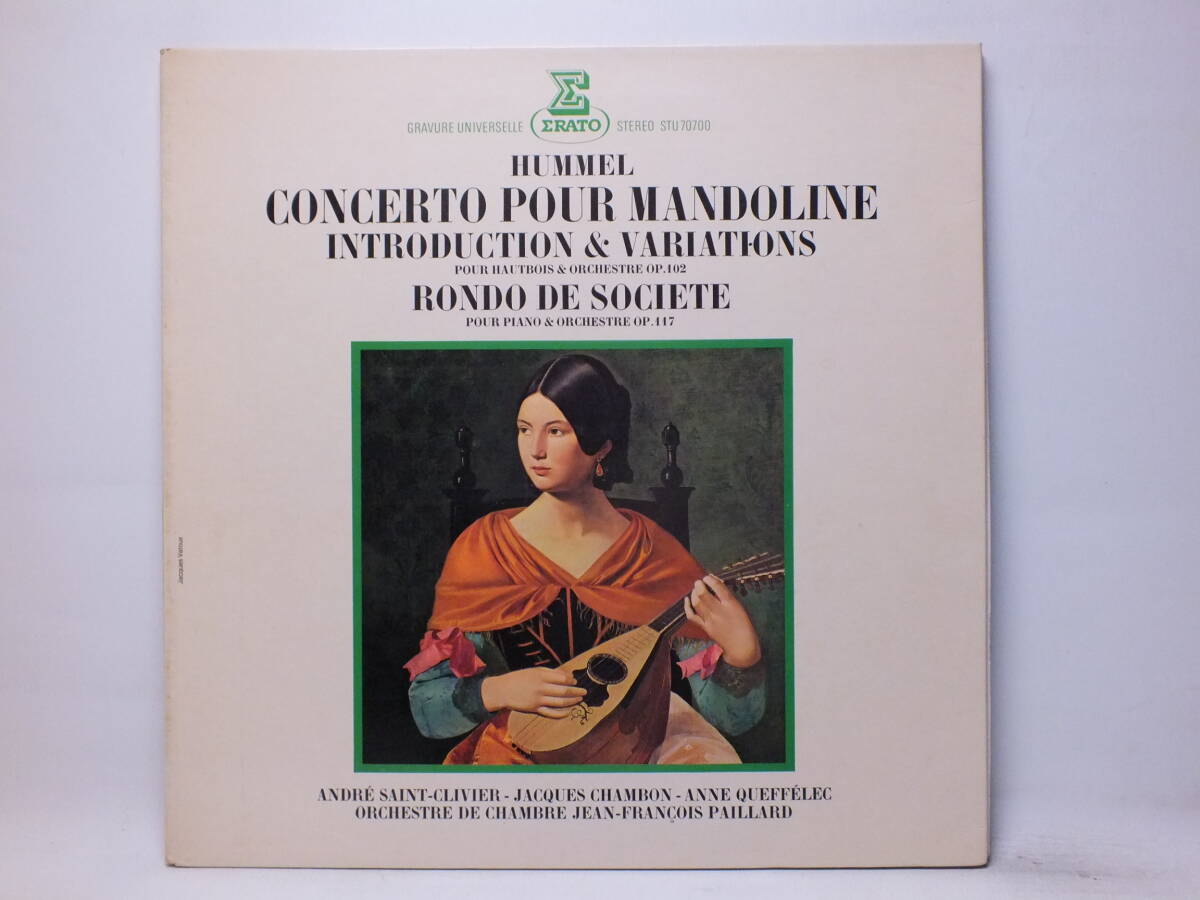 Σ
GRAVURE UNIVERSELLE ΣRATO STEREO STU 70700
HUMMEL
CONCERTO POUR MANDOLINE
INTRODUCTION & VARIATIONS
POUR HAUTBOIS & ORCHESTRE OP.102
RONDO DE SOCIETE
POUR PIANO & ORCHESTRE OP.117
ANDRÉ SAINT-CLIVIER - JACQUES CHAMBON - ANNE QUEFFÉLEC
ORCHESTRE DE CHAMBRE JEAN-FRANÇOIS PAILLARD